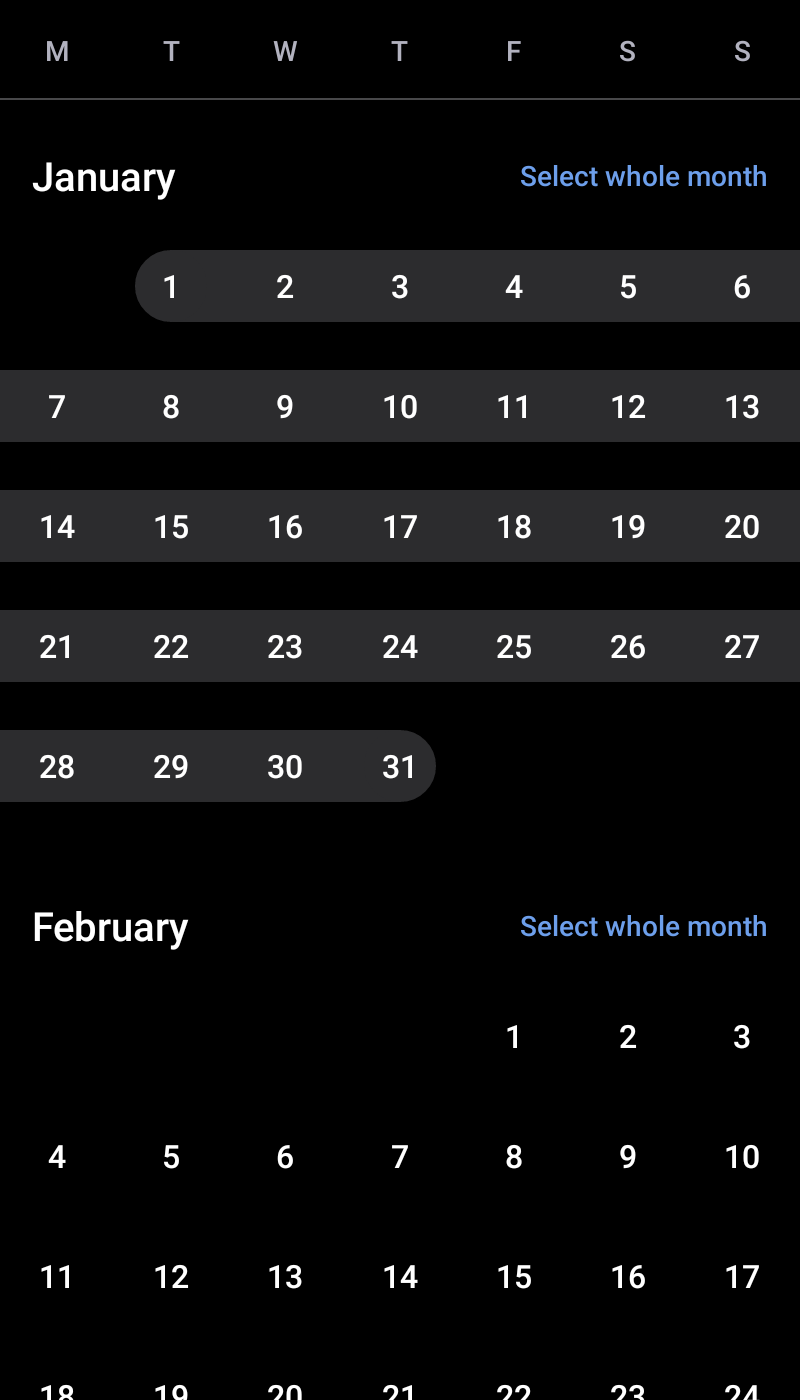 M T W T F S S
January Select whole month
1 2 3 4 5 6
7 8 9 10 11 12 13
14 15 16 17 18 19 20
21 22 23 24 25 26 27
28 29 30 31
February Select whole month
1 2 3
4 5 6 7 8 9 10
11 12 13 14 15 16 17
18 19 20 21 22 23 24